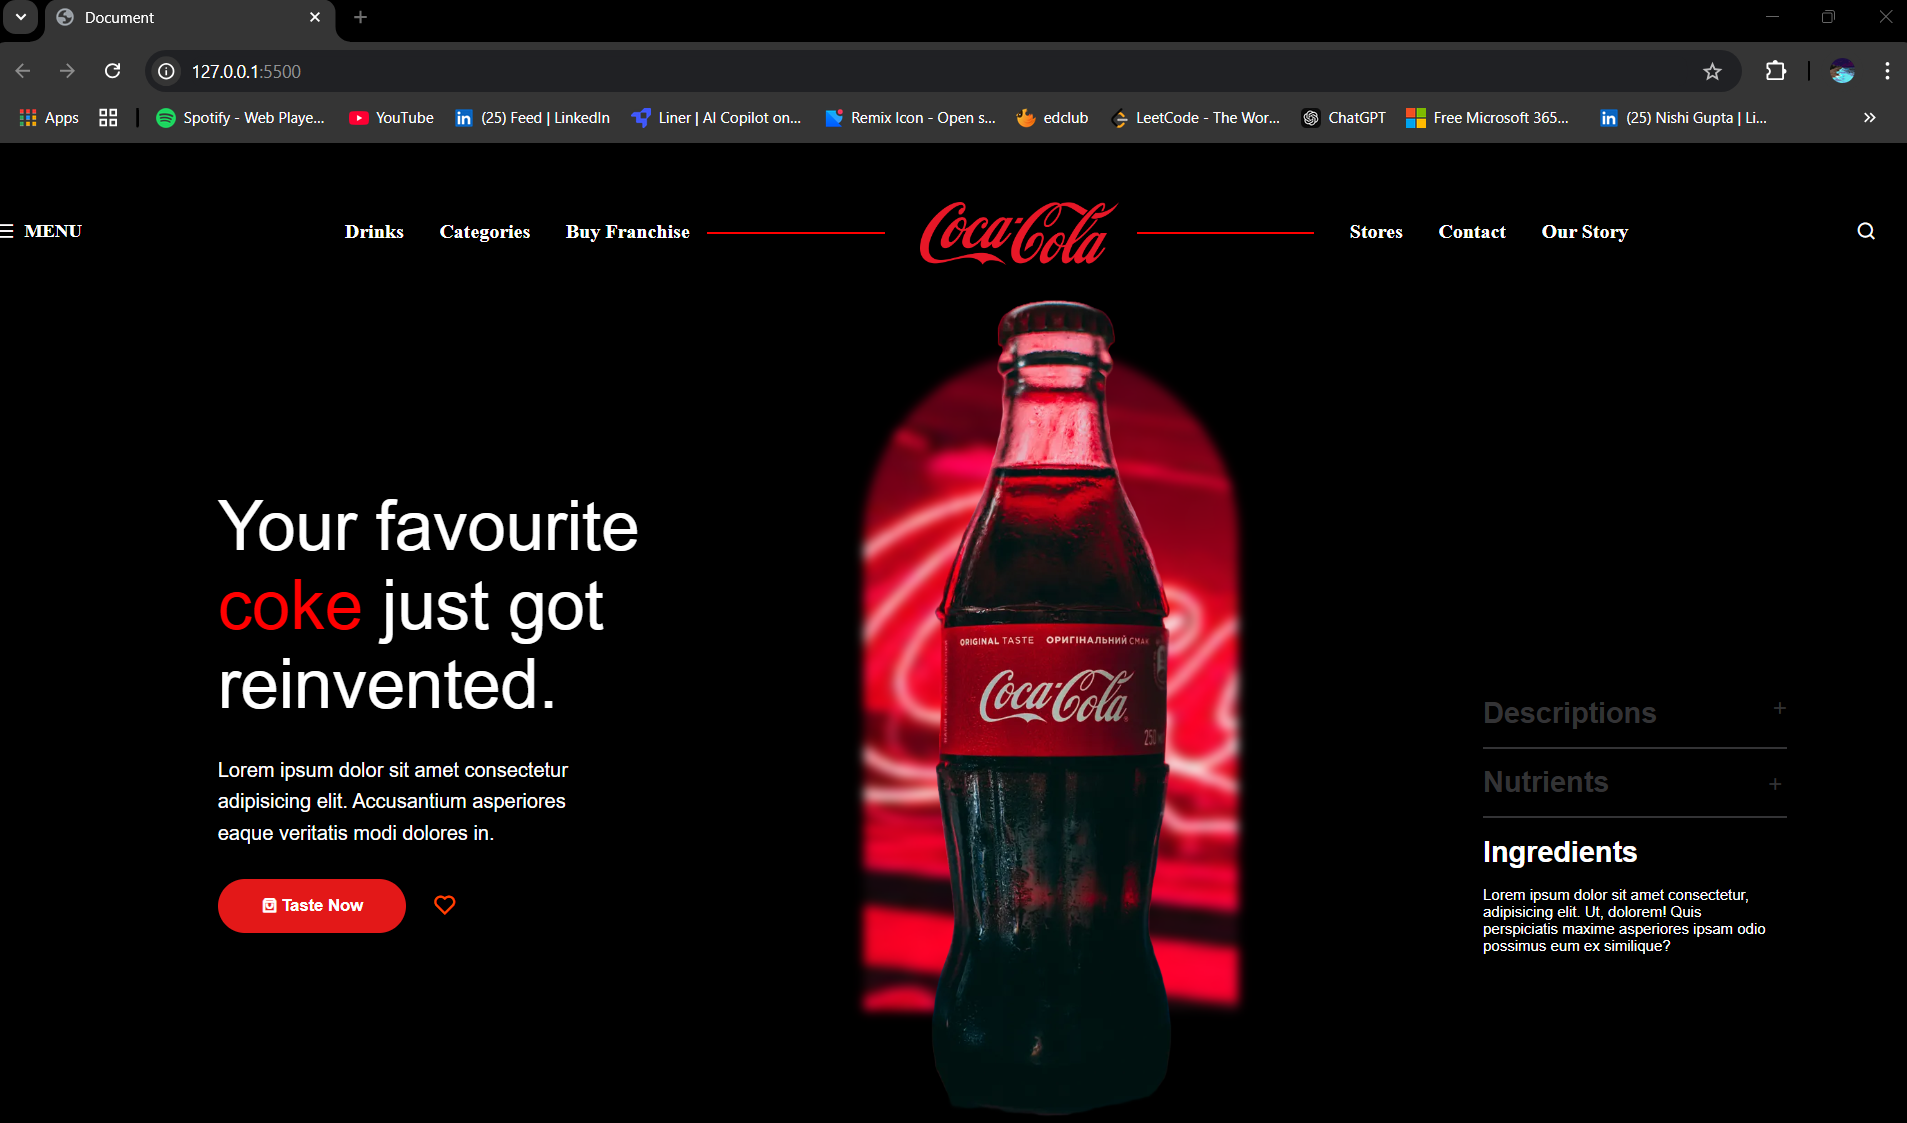 Document
127.0.0.1:5500
Apps
Spotify - Web Playe...
YouTube
(25) Feed | LinkedIn
Liner | AI Copilot on...
Remix Icon - Open s...
edclub
LeetCode - The Wor...
ChatGPT
Free Microsoft 365...
(25) Nishi Gupta | Li...
MENU
Drinks
Categories
Buy Franchise
Coca-Cola
Stores
Contact
Our Story
Your favourite
coke just got
reinvented.
Lorem ipsum dolor sit amet consectetur
adipisicing elit. Accusantium asperiores
eaque veritatis modi dolores in.
Taste Now
ORIGINAL TASTE ОРИГІНАЛЬНИЙ СМАК
Coca-Cola
250
Descriptions +
Nutrients +
Ingredients
Lorem ipsum dolor sit amet consectetur,
adipisicing elit. Ut, dolorem! Quis
perspiciatis maxime asperiores ipsam odio
possimus eum ex similique?